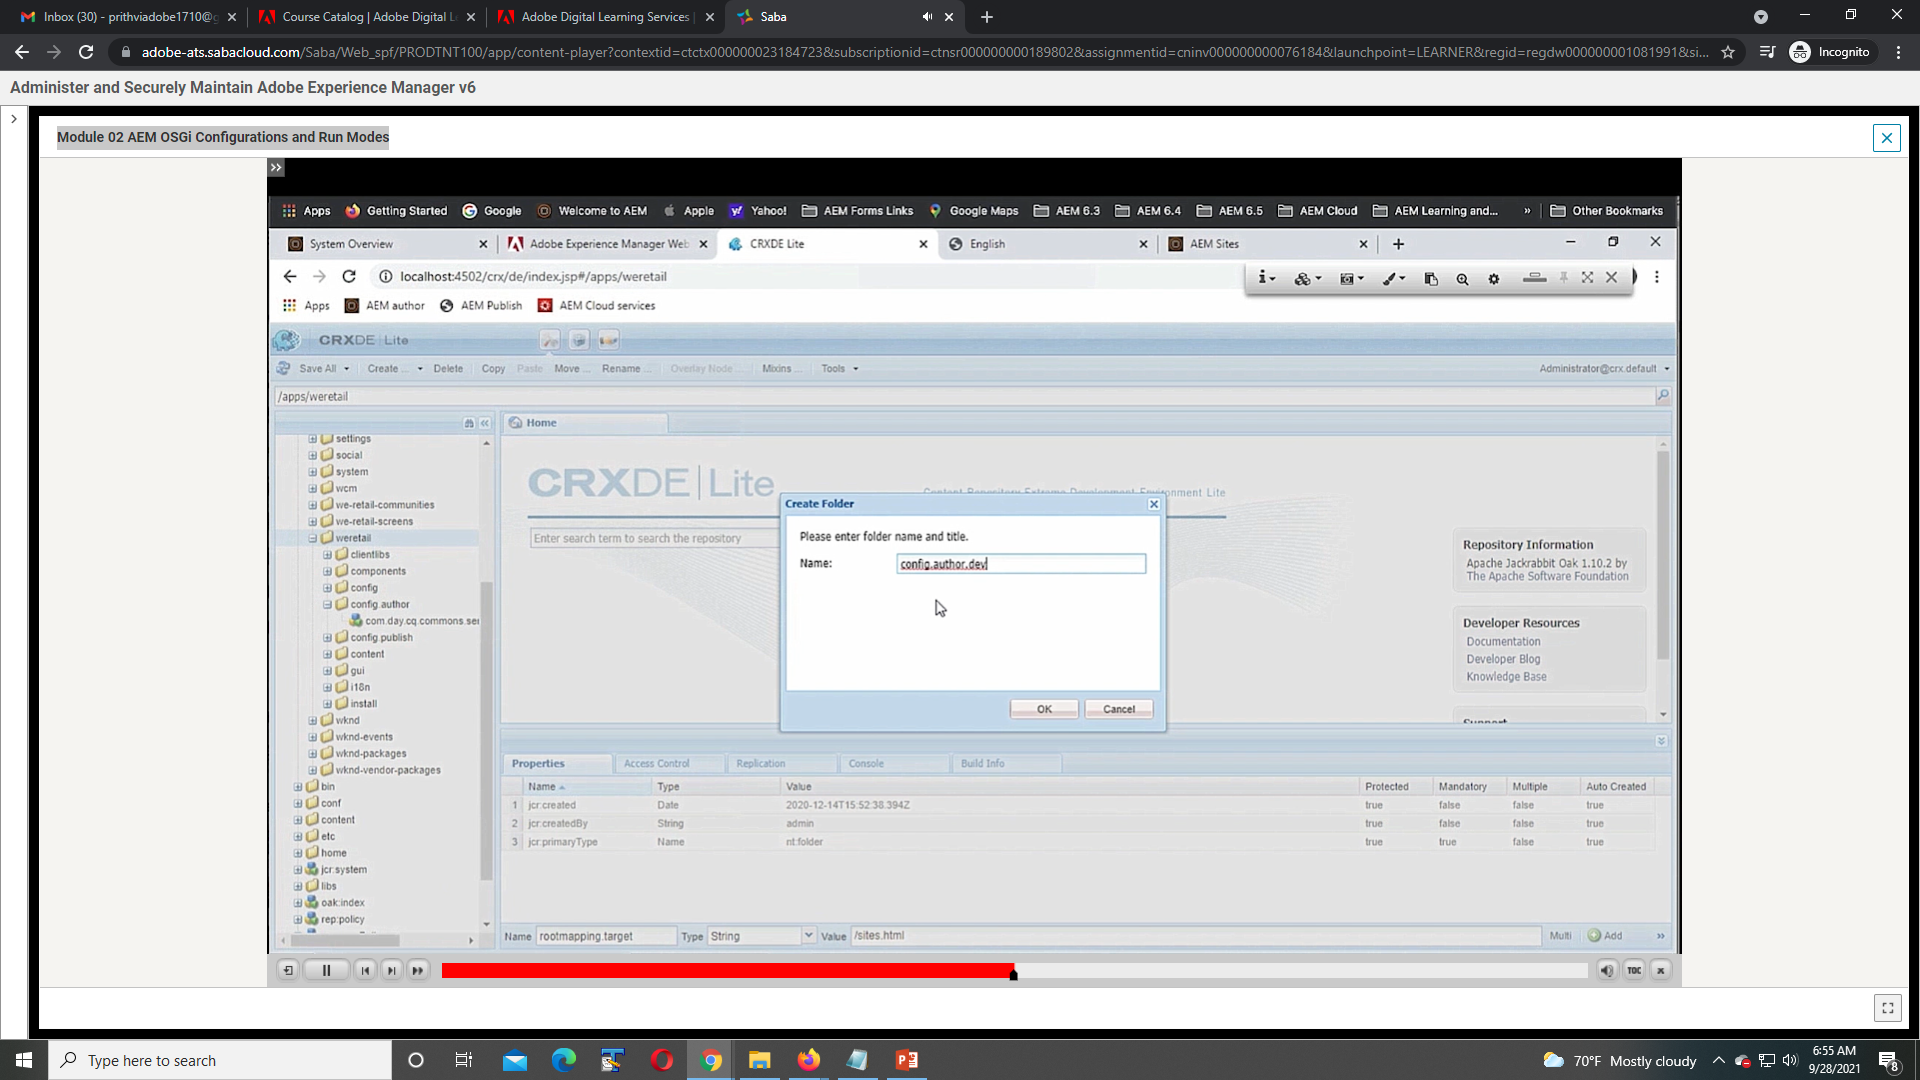 Inbox (30) - prithviadobe1710@g
Course Catalog | Adobe Digital L
Adobe Digital Learning Services |
Saba
adobe-ats.sabacloud.com/Saba/Web_spf/PRODTNT100/app/content-player?contextid=ctctx000000023184723&subscriptionid=ctnsr0000000000189802&assignmentid=cninv000000000076184&launchpoint=LEARNER&regid=regdw000000001081991&si...
Incognito
Administer and Securely Maintain Adobe Experience Manager v6
Module 02 AEM OSGi Configurations and Run Modes
Apps Getting Started Google Welcome to AEM Apple Yahoo! AEM Forms Links Google Maps AEM 6.3 AEM 6.4 AEM 6.5 AEM Cloud AEM Learning and... » Other Bookmarks
System Overview Adobe Experience Manager Web CRXDE Lite English AEM Sites
localhost:4502/crx/de/index.jsp#/apps/weretail
Apps AEM author AEM Publish AEM Cloud services
CRXDE | Lite
Save All Create ... Delete Copy Paste Move ... Rename ... Overlay Node ... Mixins ... Tools Administrator@crx.default
/apps/weretail
Home
settings
social
system
wcm
we-retail-communities
we-retail-screens
weretail
clientlibs
components
config
config.author
com.day.cq.commons.se
config.publish
content
gui
i18n
install
wknd
wknd-events
wknd-packages
wknd-vendor-packages
bin
conf
content
etc
home
jcr:system
libs
oak:index
rep:policy
CRXDE | Lite
Enter search term to search the repository
Create Folder
Please enter folder name and title.
Name: config.author.dev
OK Cancel
Repository Information
Apache Jackrabbit Oak 1.10.2 by
The Apache Software Foundation
Developer Resources
Documentation
Developer Blog
Knowledge Base
Properties Access Control Replication Console Build Info
Name Type Value Protected Mandatory Multiple Auto Created
1 jcr:created Date 2020-12-14T15:52:38.394Z true false false true
2 jcr:createdBy String admin true false false true
3 jcr:primaryType Name nt:folder true true false true
Name rootmapping.target Type String Value /sites.html Multi Add »
TOC
Type here to search
70°F Mostly cloudy
6:55 AM
9/28/2021
8